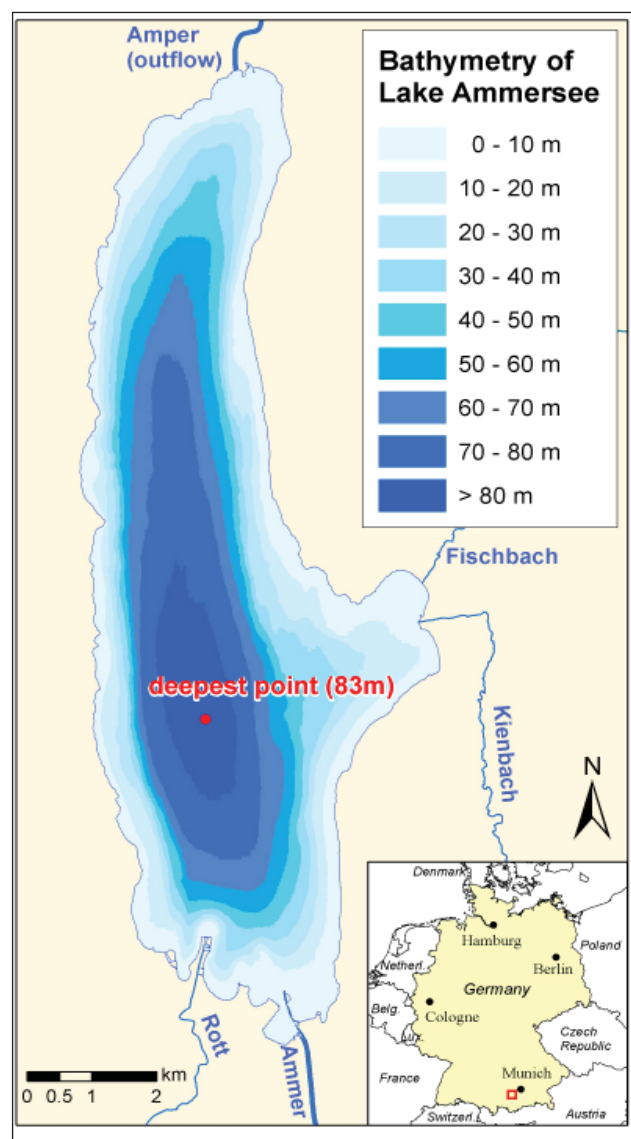 Amper
(outflow)
Bathymetry of
Lake Ammersee
0 - 10 m
10 - 20 m
20 - 30 m
30 - 40 m
40 - 50 m
50 - 60 m
60 - 70 m
70 - 80 m
> 80 m
Fischbach
deepest point (83m)
Kienbach
N
Rott
Ammer
km
0 0.5 1 2
Denmark
Hamburg
Poland
Netherl.
Berlin
Germany
Belg.
Cologne
Lux.
Czech
Republic
France
Munich
Switzerl.
Austria